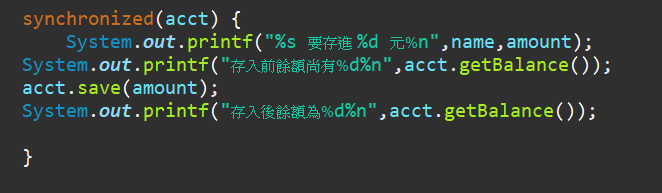 synchronized(acct) {
    System.out.printf("%s 要存進 %d 元%n",name,amount);
System.out.printf("存入前餘額尚有%d%n",acct.getBalance());
acct.save(amount);
System.out.printf("存入後餘額為%d%n",acct.getBalance());
}